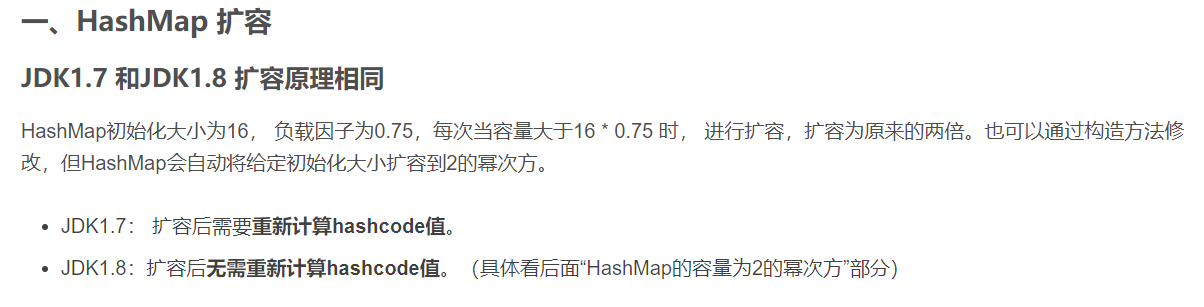 一、HashMap 扩容
JDK1.7 和JDK1.8 扩容原理相同
HashMap初始化大小为16， 负载因子为0.75，每次当容量大于16 * 0.75 时， 进行扩容，扩容为原来的两倍。也可以通过构造方法修
改，但HashMap会自动将给定初始化大小扩容到2的幂次方。
• JDK1.7： 扩容后需要重新计算hashcode值。
• JDK1.8：扩容后无需重新计算hashcode值。（具体看后面“HashMap的容量为2的幂次方”部分）